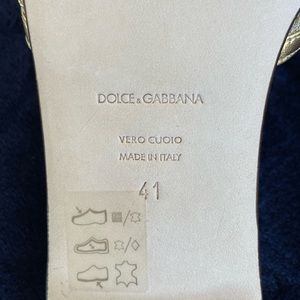 DOLCE & GABBANA
VERO CUOIO
MADE IN ITALY
41